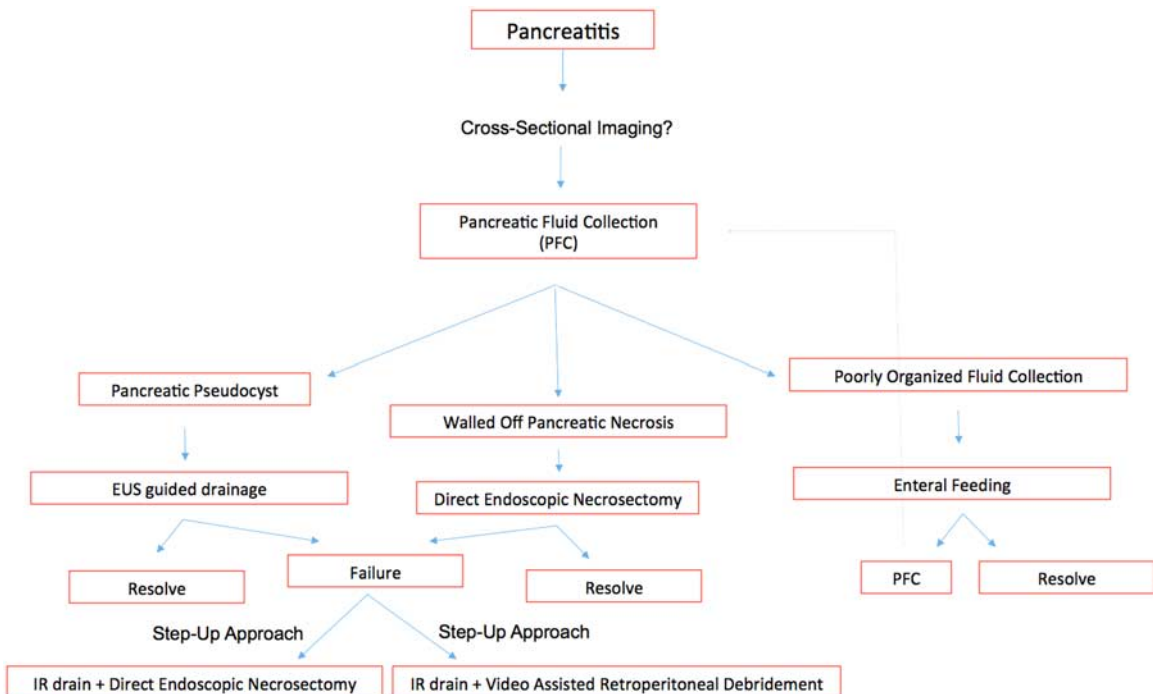 Pancreatitis
Cross-Sectional Imaging?
Pancreatic Fluid Collection
(PFC)
Pancreatic Pseudocyst
Walled Off Pancreatic Necrosis
Poorly Organized Fluid Collection
EUS guided drainage
Direct Endoscopic Necrosectomy
Enteral Feeding
Resolve
Failure
Resolve
PFC
Resolve
Step-Up Approach
Step-Up Approach
IR drain + Direct Endoscopic Necrosectomy
IR drain + Video Assisted Retroperitoneal Debridement